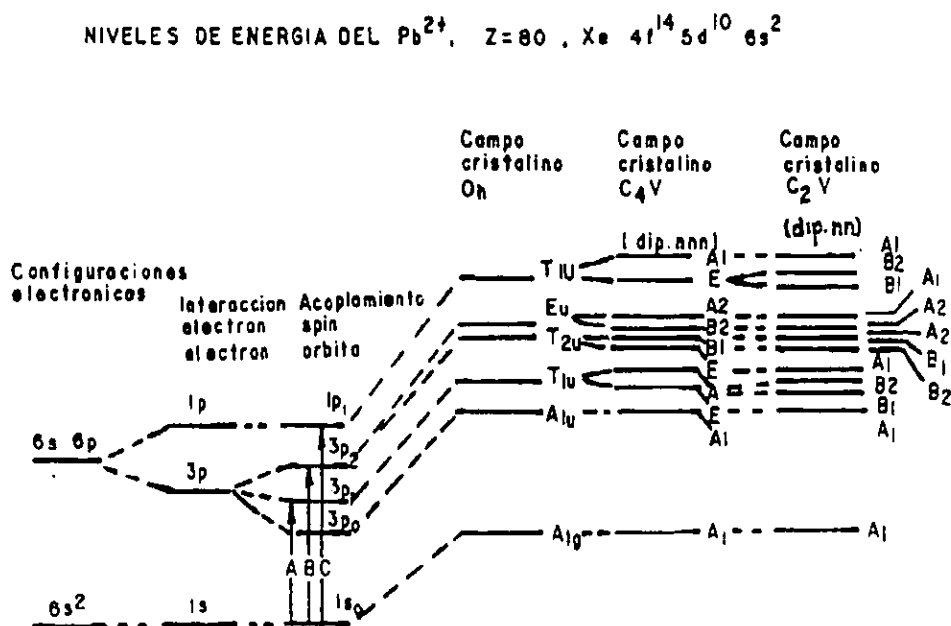 NIVELES DE ENERGIA DEL Pb2+, Z=80 , Xe 4f14 5d10 6s2
Campo
cristalino
Oh
Campo
cristalino
C4V
(dip.nnn)
Campo
cristalino
C2V
(dip.nn)
Configuraciones
electronicas
Interaccion
electron
electron
Acoplamiento
spin
orbita
6s 6p
1p
3p
1p1
3p2
3p1
3p0
A B C
6s2
1s
1s0
T1U
Eu
T2u
T1u
A1u
A1g
A1
E
A2
B2
B1
E
A
E
A1
A1
A1
B2
B1
A1
A2
A2
B1
B2
A1
B2
B1
A1
A1